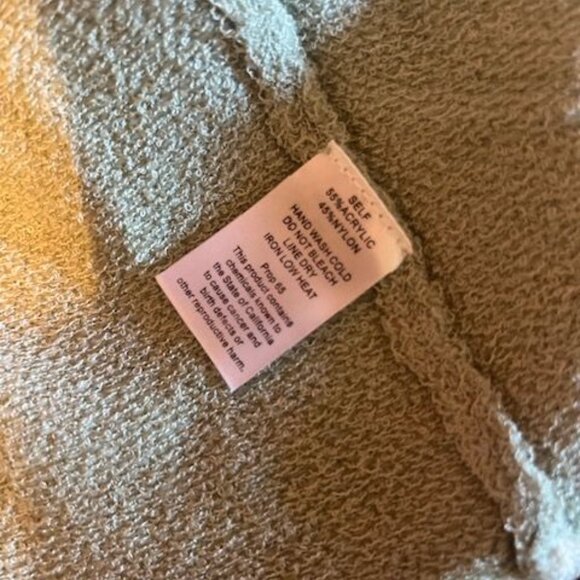 SELF
55%ACRYLIC
45%NYLON
HAND WASH COLD
DO NOT BLEACH
LINE DRY
IRON LOW HEAT
Prop 65
This product contains
chemicals known to
the State of California
to cause cancer and
birth defects or
other reproductive harm.